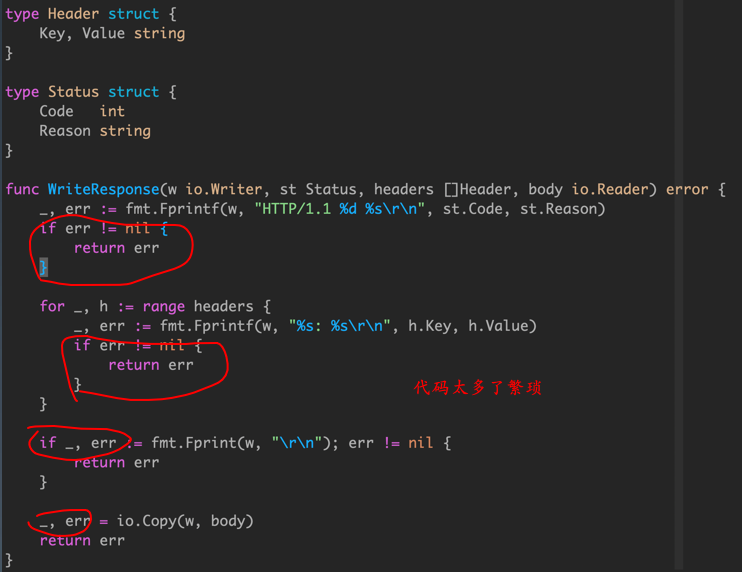 type Header struct {
    Key, Value string
}
type Status struct {
    Code   int
    Reason string
}
func WriteResponse(w io.Writer, st Status, headers []Header, body io.Reader) error {
    _, err := fmt.Fprintf(w, "HTTP/1.1 %d %s\r\n", st.Code, st.Reason)
    if err != nil {
        return err
    }
    for _, h := range headers {
        _, err := fmt.Fprintf(w, "%s: %s\r\n", h.Key, h.Value)
        if err != nil {
            return err
        }
代码太多了繁琐
    }
    if _, err := fmt.Fprint(w, "\r\n"); err != nil {
        return err
    }
    _, err = io.Copy(w, body)
    return err
}